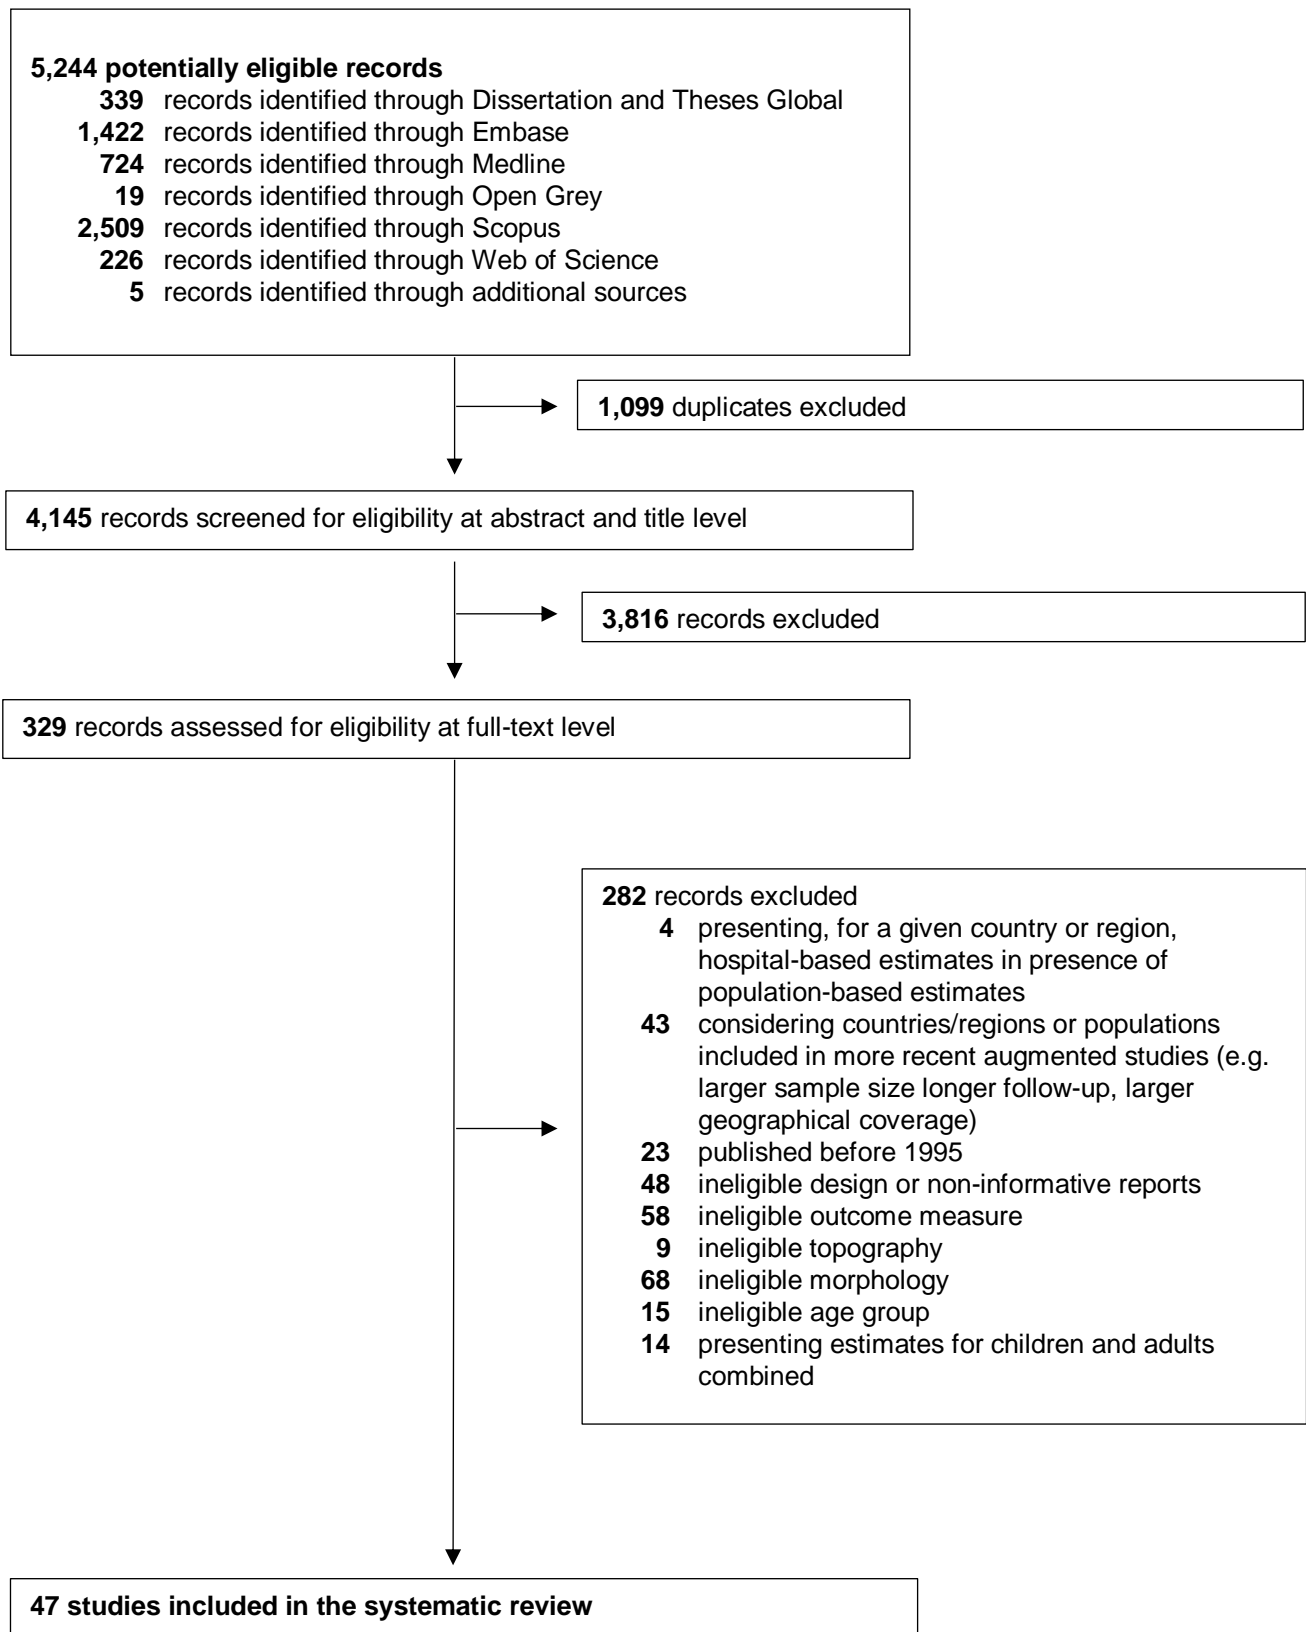 5,244 potentially eligible records
339 records identified through Dissertation and Theses Global
1,422 records identified through Embase
724 records identified through Medline
19 records identified through Open Grey
2,509 records identified through Scopus
226 records identified through Web of Science
5 records identified through additional sources
1,099 duplicates excluded
4,145 records screened for eligibility at abstract and title level
3,816 records excluded
329 records assessed for eligibility at full-text level
282 records excluded
4 presenting, for a given country or region,
hospital-based estimates in presence of
population-based estimates
43 considering countries/regions or populations
included in more recent augmented studies (e.g.
larger sample size longer follow-up, larger
geographical coverage)
23 published before 1995
48 ineligible design or non-informative reports
58 ineligible outcome measure
9 ineligible topography
68 ineligible morphology
15 ineligible age group
14 presenting estimates for children and adults
combined
47 studies included in the systematic review